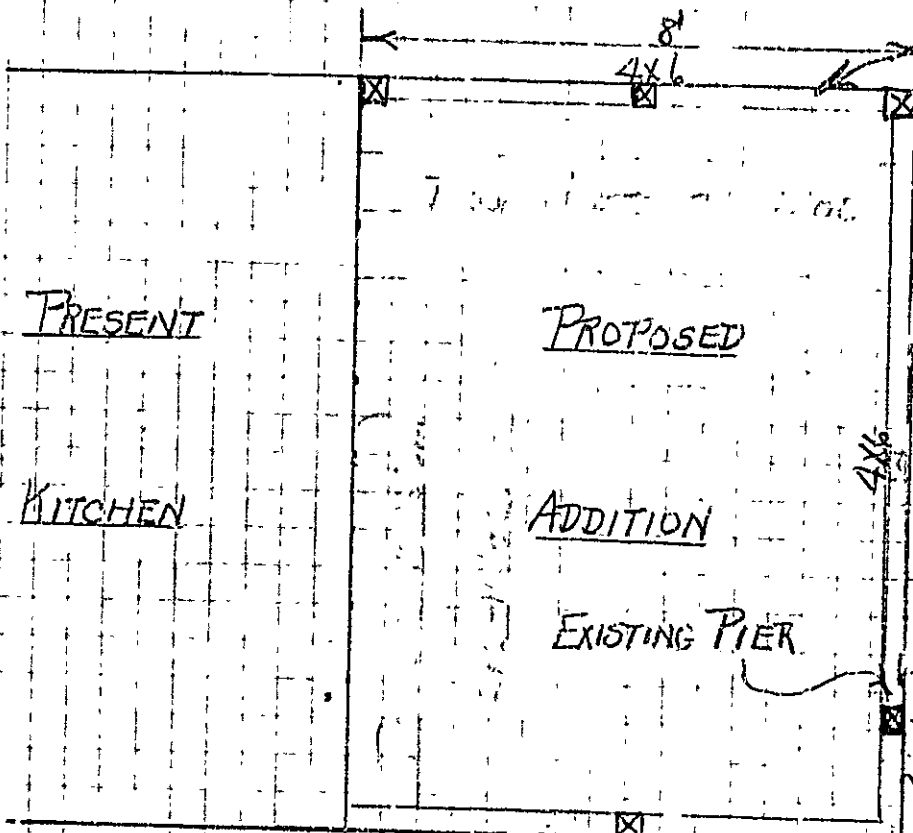 8'
4X6
PRESENT
PROPOSED
4X6
KITCHEN
ADDITION
EXISTING PIER